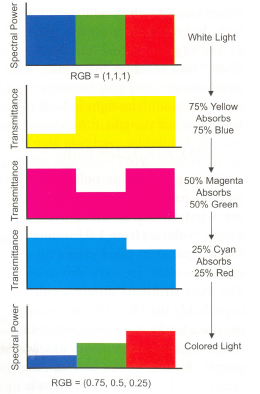 Spectral Power
White Light
RGB = (1,1,1)
Transmittance
75% Yellow
Absorbs
75% Blue
Transmittance
50% Magenta
Absorbs
50% Green
Transmittance
25% Cyan
Absorbs
25% Red
Spectral Power
Colored Light
RGB = (0.75, 0.5, 0.25)